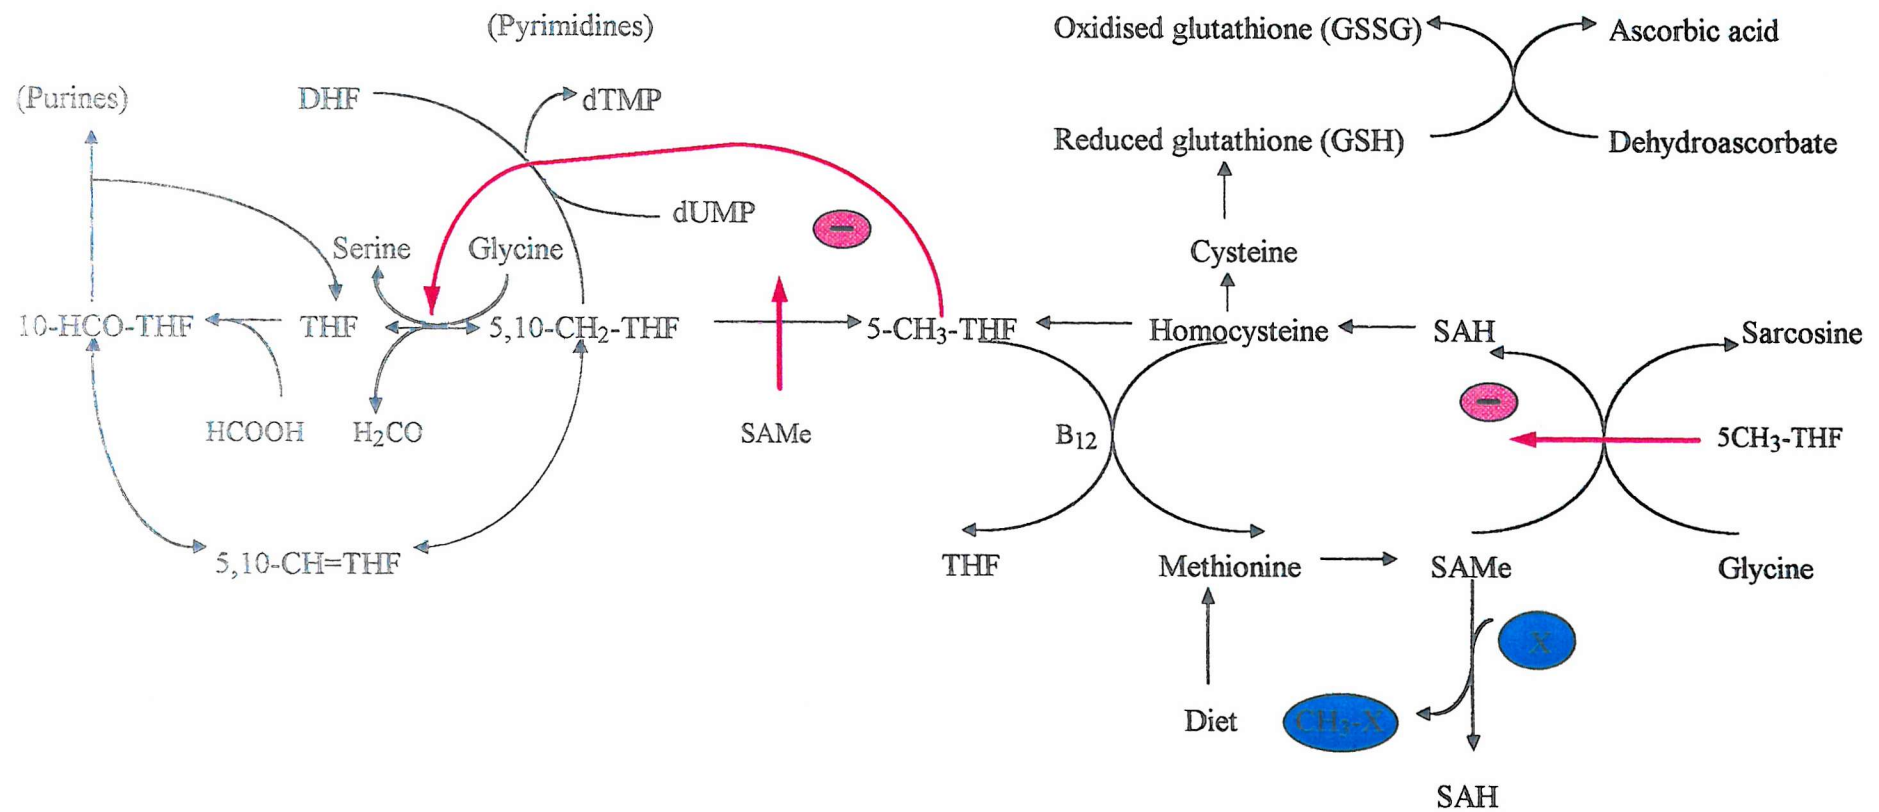 (Pyrimidines)
Oxidised glutathione (GSSG)
Ascorbic acid
(Purines)
DHF
dTMP
Reduced glutathione (GSH)
Dehydroascorbate
dUMP
−
Serine
Glycine
Cysteine
10-HCO-THF
THF
5,10-CH₂-THF
5-CH₃-THF
Homocysteine
SAH
Sarcosine
−
HCOOH
H₂CO
SAMe
B₁₂
5CH₃-THF
5,10-CH=THF
THF
Methionine
SAMe
Glycine
X
Diet
CH₃-X
SAH